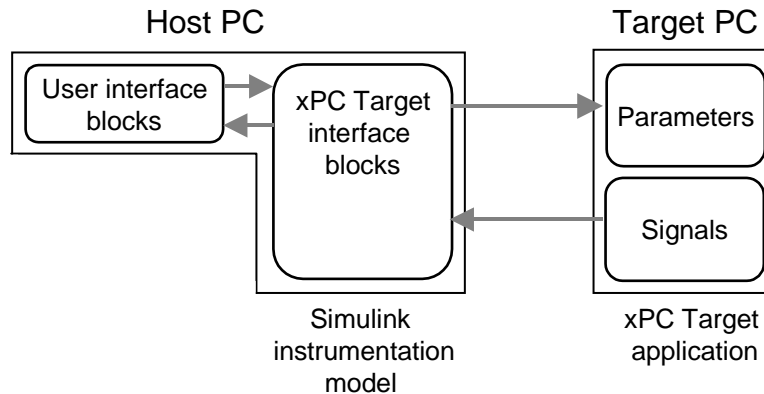 Host PC
Target PC
User interface
blocks
xPC Target
interface
blocks
Parameters
Signals
Simulink
instrumentation
model
xPC Target
application